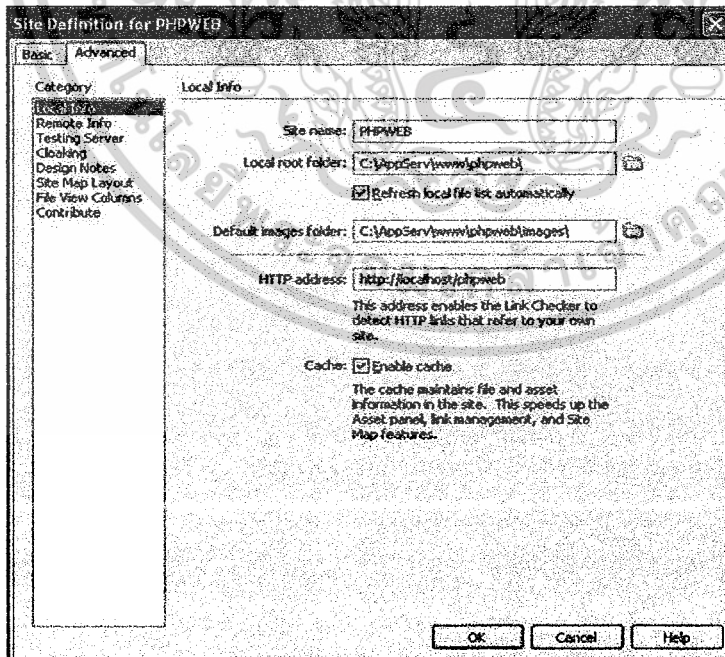 Site Definition for PHPWEB
Basic
Advanced
Category
Local Info
Remote Info
Testing Server
Cloaking
Design Notes
Site Map Layout
File View Columns
Contribute
Local Info
Site name: PHPWEB
Local root folder: C:\AppServ\www\phpweb\
Refresh local file list automatically
Default images folder: C:\AppServ\www\phpweb\images\
HTTP address: http://localhost/phpweb
This address enables the Link Checker to
detect HTTP links that refer to your own
site.
Cache: Enable cache
The cache maintains file and asset
information in the site. This speeds up the
Asset panel, link management, and Site
Map features.
OK
Cancel
Help